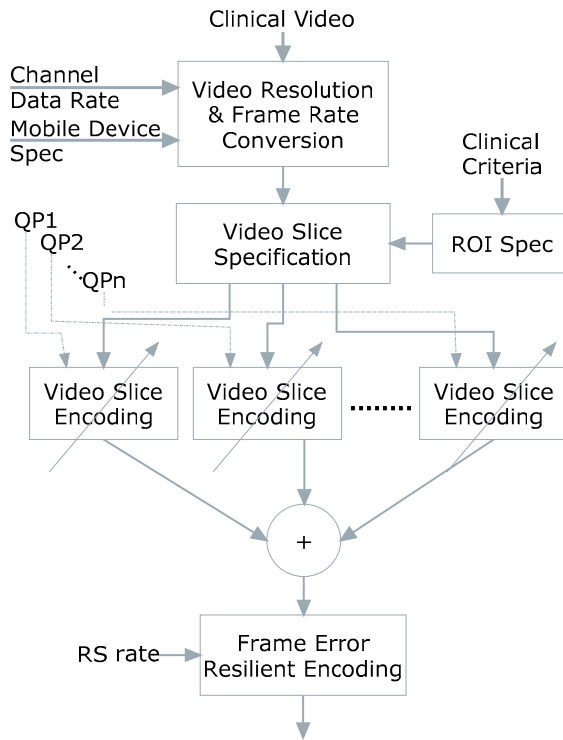 Clinical Video
Channel
Data Rate
Mobile Device
Spec
Video Resolution
& Frame Rate
Conversion
Clinical
Criteria
Video Slice
Specification
ROI Spec
QP1
QP2
QPn
Video Slice
Encoding
Video Slice
Encoding
Video Slice
Encoding
+
RS rate
Frame Error
Resilient Encoding